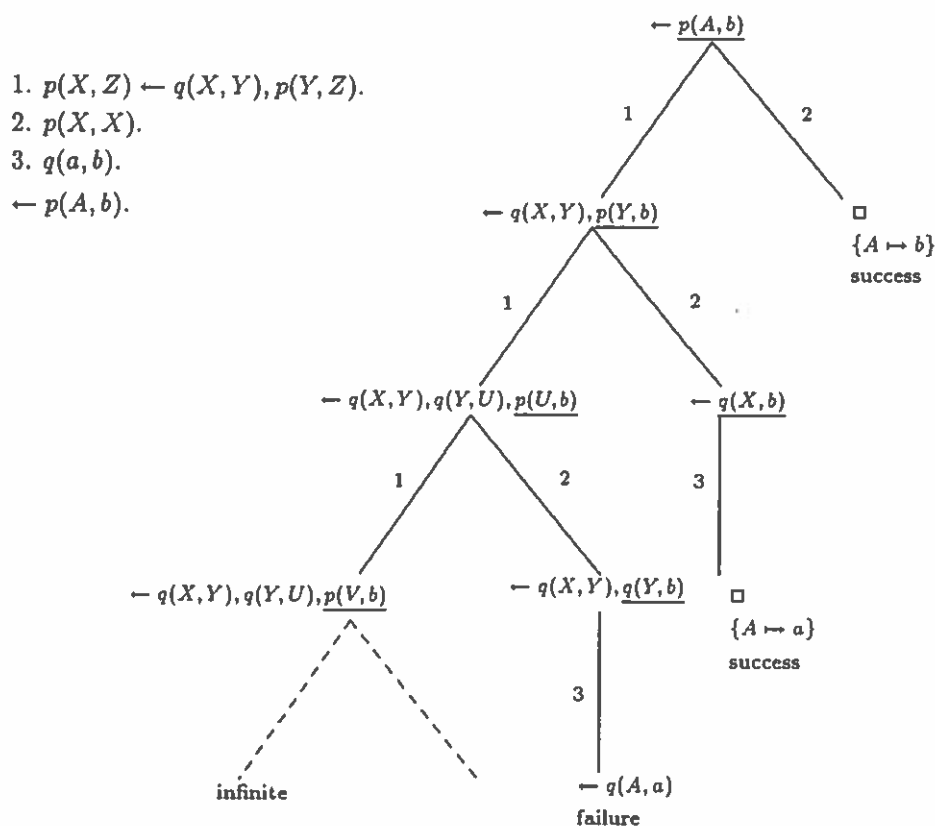 ← p(A, b)
1. p(X, Z) ← q(X, Y), p(Y, Z).
2. p(X, X).
3. q(a, b).
← p(A, b).
1
2
← q(X, Y), p(Y, b)
□
{A ↦ b}
success
1
2
← q(X, Y), q(Y, U), p(U, b)
← q(X, b)
1
2
3
← q(X, Y), q(Y, U), p(V, b)
← q(X, Y), q(Y, b)
□
{A ↦ a}
success
3
infinite
← q(A, a)
failure